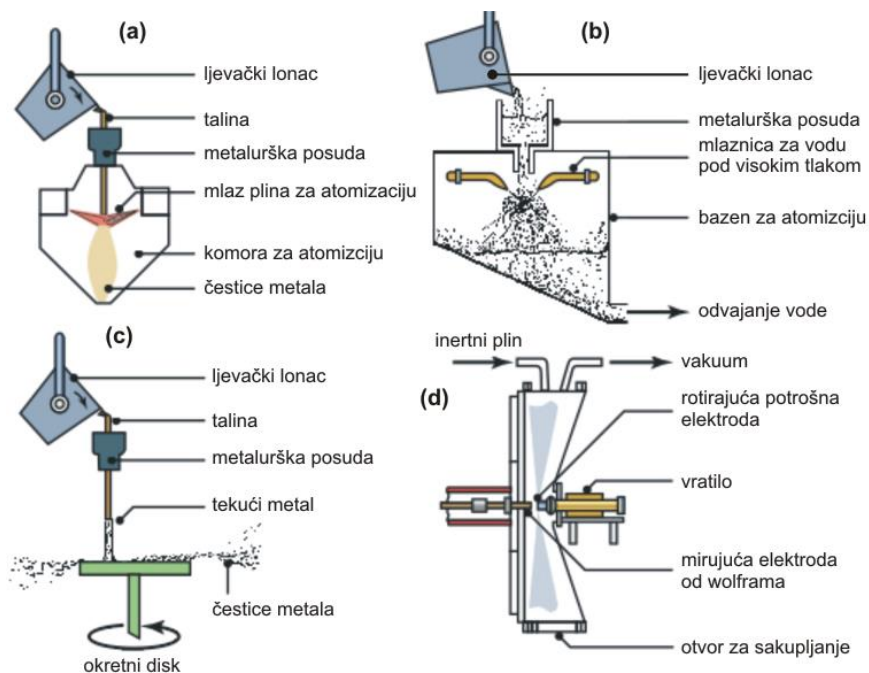 (a)
ljevački lonac
talina
metalurška posuda
mlaz plina za atomizaciju
komora za atomizciju
čestice metala
(b)
ljevački lonac
metalurška posuda
mlaznica za vodu
pod visokim tlakom
bazen za atomizciju
odvajanje vode
(c)
ljevački lonac
talina
metalurška posuda
tekući metal
čestice metala
okretni disk
(d)
inertni plin
vakuum
rotirajuća potrošna
elektroda
vratilo
mirujuća elektroda
od wolframa
otvor za sakupljanje